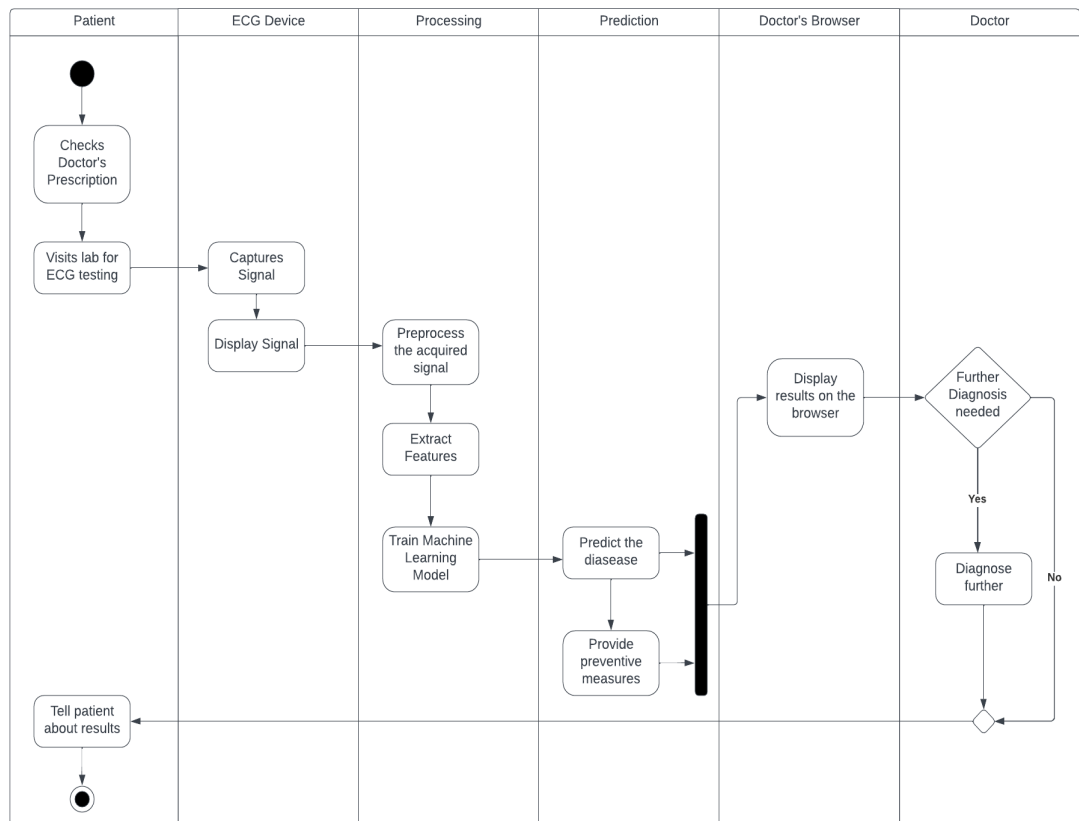 Patient
ECG Device
Processing
Prediction
Doctor's Browser
Doctor
Checks
Doctor's
Prescription
Visits lab for
ECG testing
Captures
Signal
Display Signal
Preprocess
the acquired
signal
Extract
Features
Train Machine
Learning
Model
Predict the
diasease
Provide
preventive
measures
Display
results on the
browser
Further
Diagnosis
needed
Yes
No
Diagnose
further
Tell patient
about results